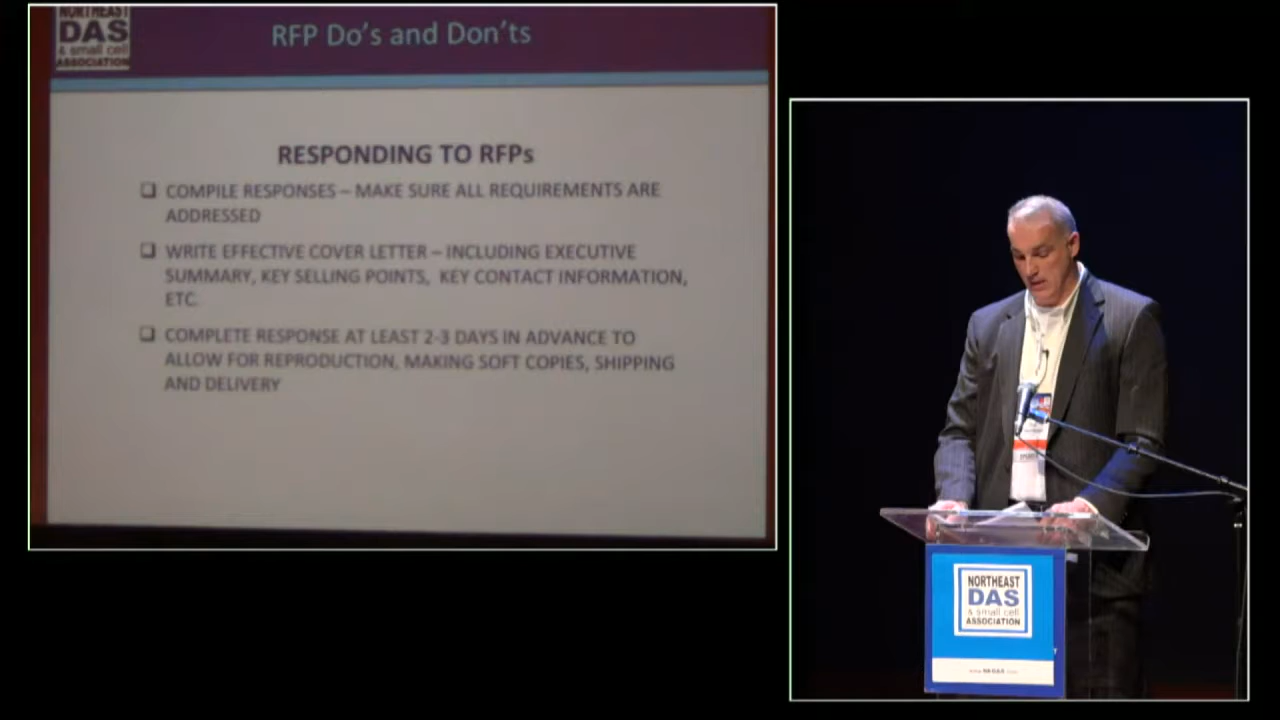 NORTHEAST
DAS
& small cell
ASSOCIATION
RFP Do's and Don'ts
RESPONDING TO RFPs
❑ COMPILE RESPONSES – MAKE SURE ALL REQUIREMENTS ARE
ADDRESSED
❑ WRITE EFFECTIVE COVER LETTER – INCLUDING EXECUTIVE
SUMMARY, KEY SELLING POINTS, KEY CONTACT INFORMATION,
ETC.
❑ COMPLETE RESPONSE AT LEAST 2-3 DAYS IN ADVANCE TO
ALLOW FOR REPRODUCTION, MAKING SOFT COPIES, SHIPPING
AND DELIVERY
NORTHEAST
DAS
& small cell
ASSOCIATION